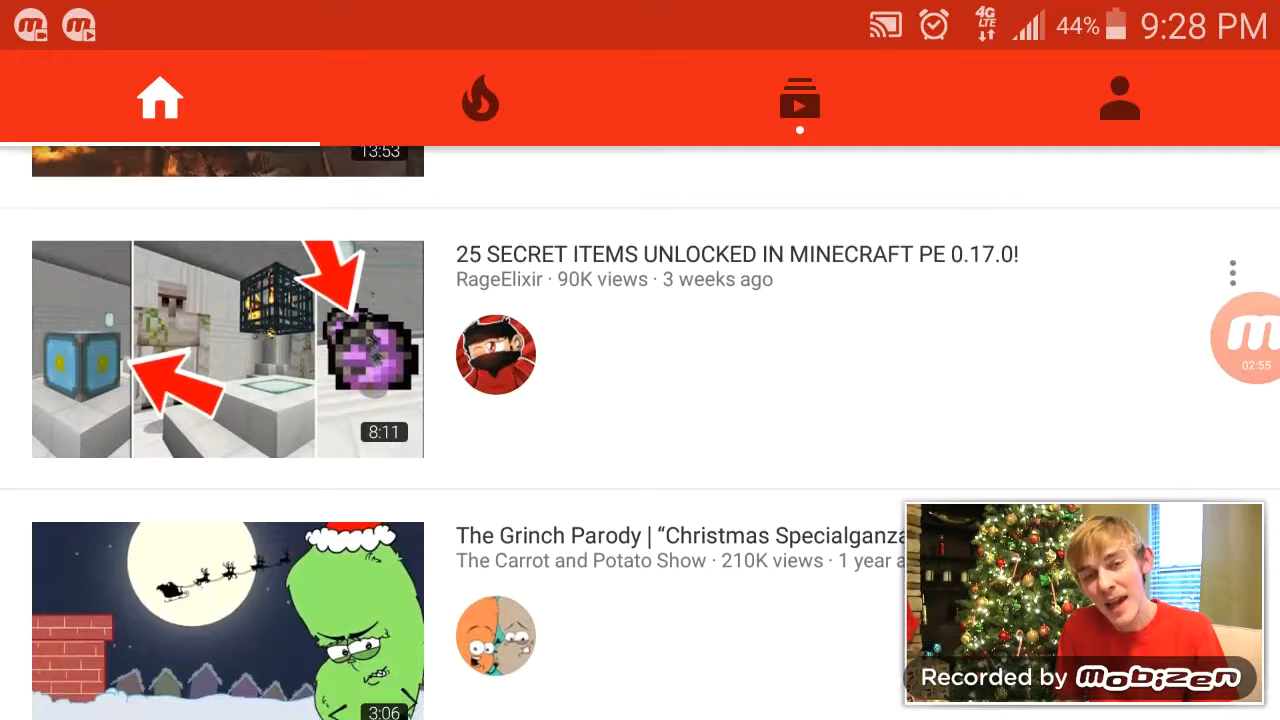 44% 9:28 PM
4G
LTE
13:53
25 SECRET ITEMS UNLOCKED IN MINECRAFT PE 0.17.0!
RageElixir · 90K views · 3 weeks ago
02:55
8:11
The Grinch Parody | “Christmas Specialganza
The Carrot and Potato Show · 210K views · 1 year a
Recorded by MOBIZEN
3:06